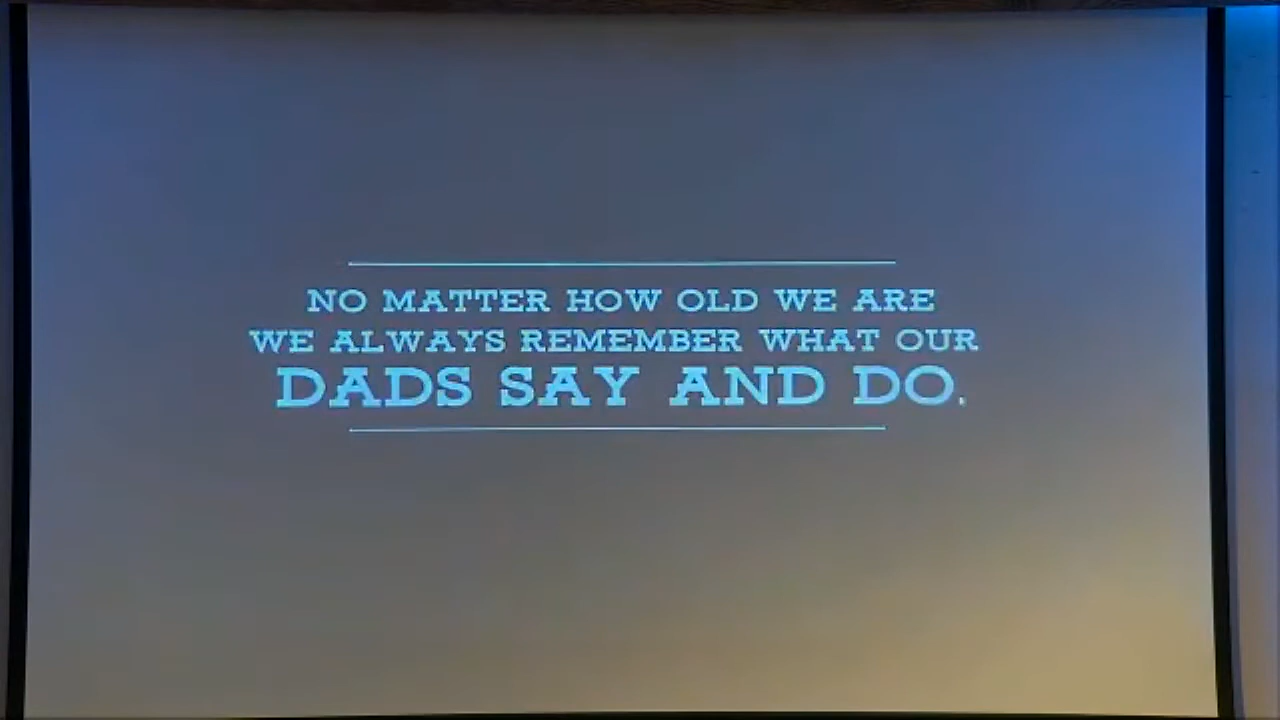 NO MATTER HOW OLD WE ARE
WE ALWAYS REMEMBER WHAT OUR
DADS SAY AND DO.